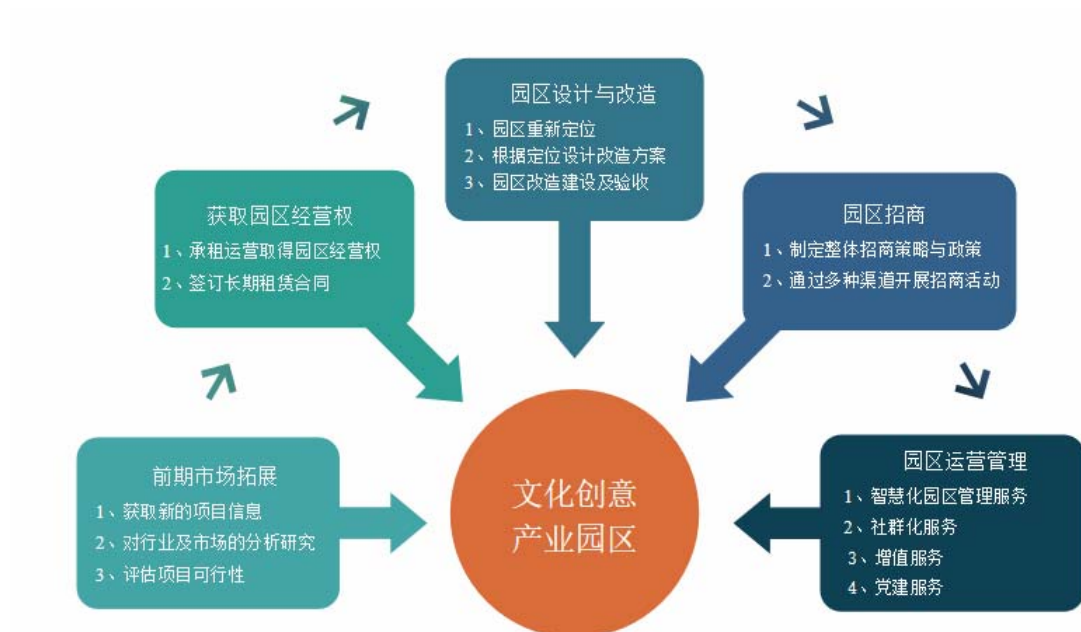 园区设计与改造
1、园区重新定位
2、根据定位设计改造方案
3、园区改造建设及验收
获取园区经营权
1、承租运营取得园区经营权
2、签订长期租赁合同
园区招商
1、制定整体招商策略与政策
2、通过多种渠道开展招商活动
前期市场拓展
1、获取新的项目信息
2、对行业及市场的分析研究
3、评估项目可行性
文化创意
产业园区
园区运营管理
1、智慧化园区管理服务
2、社群化服务
3、增值服务
4、党建服务